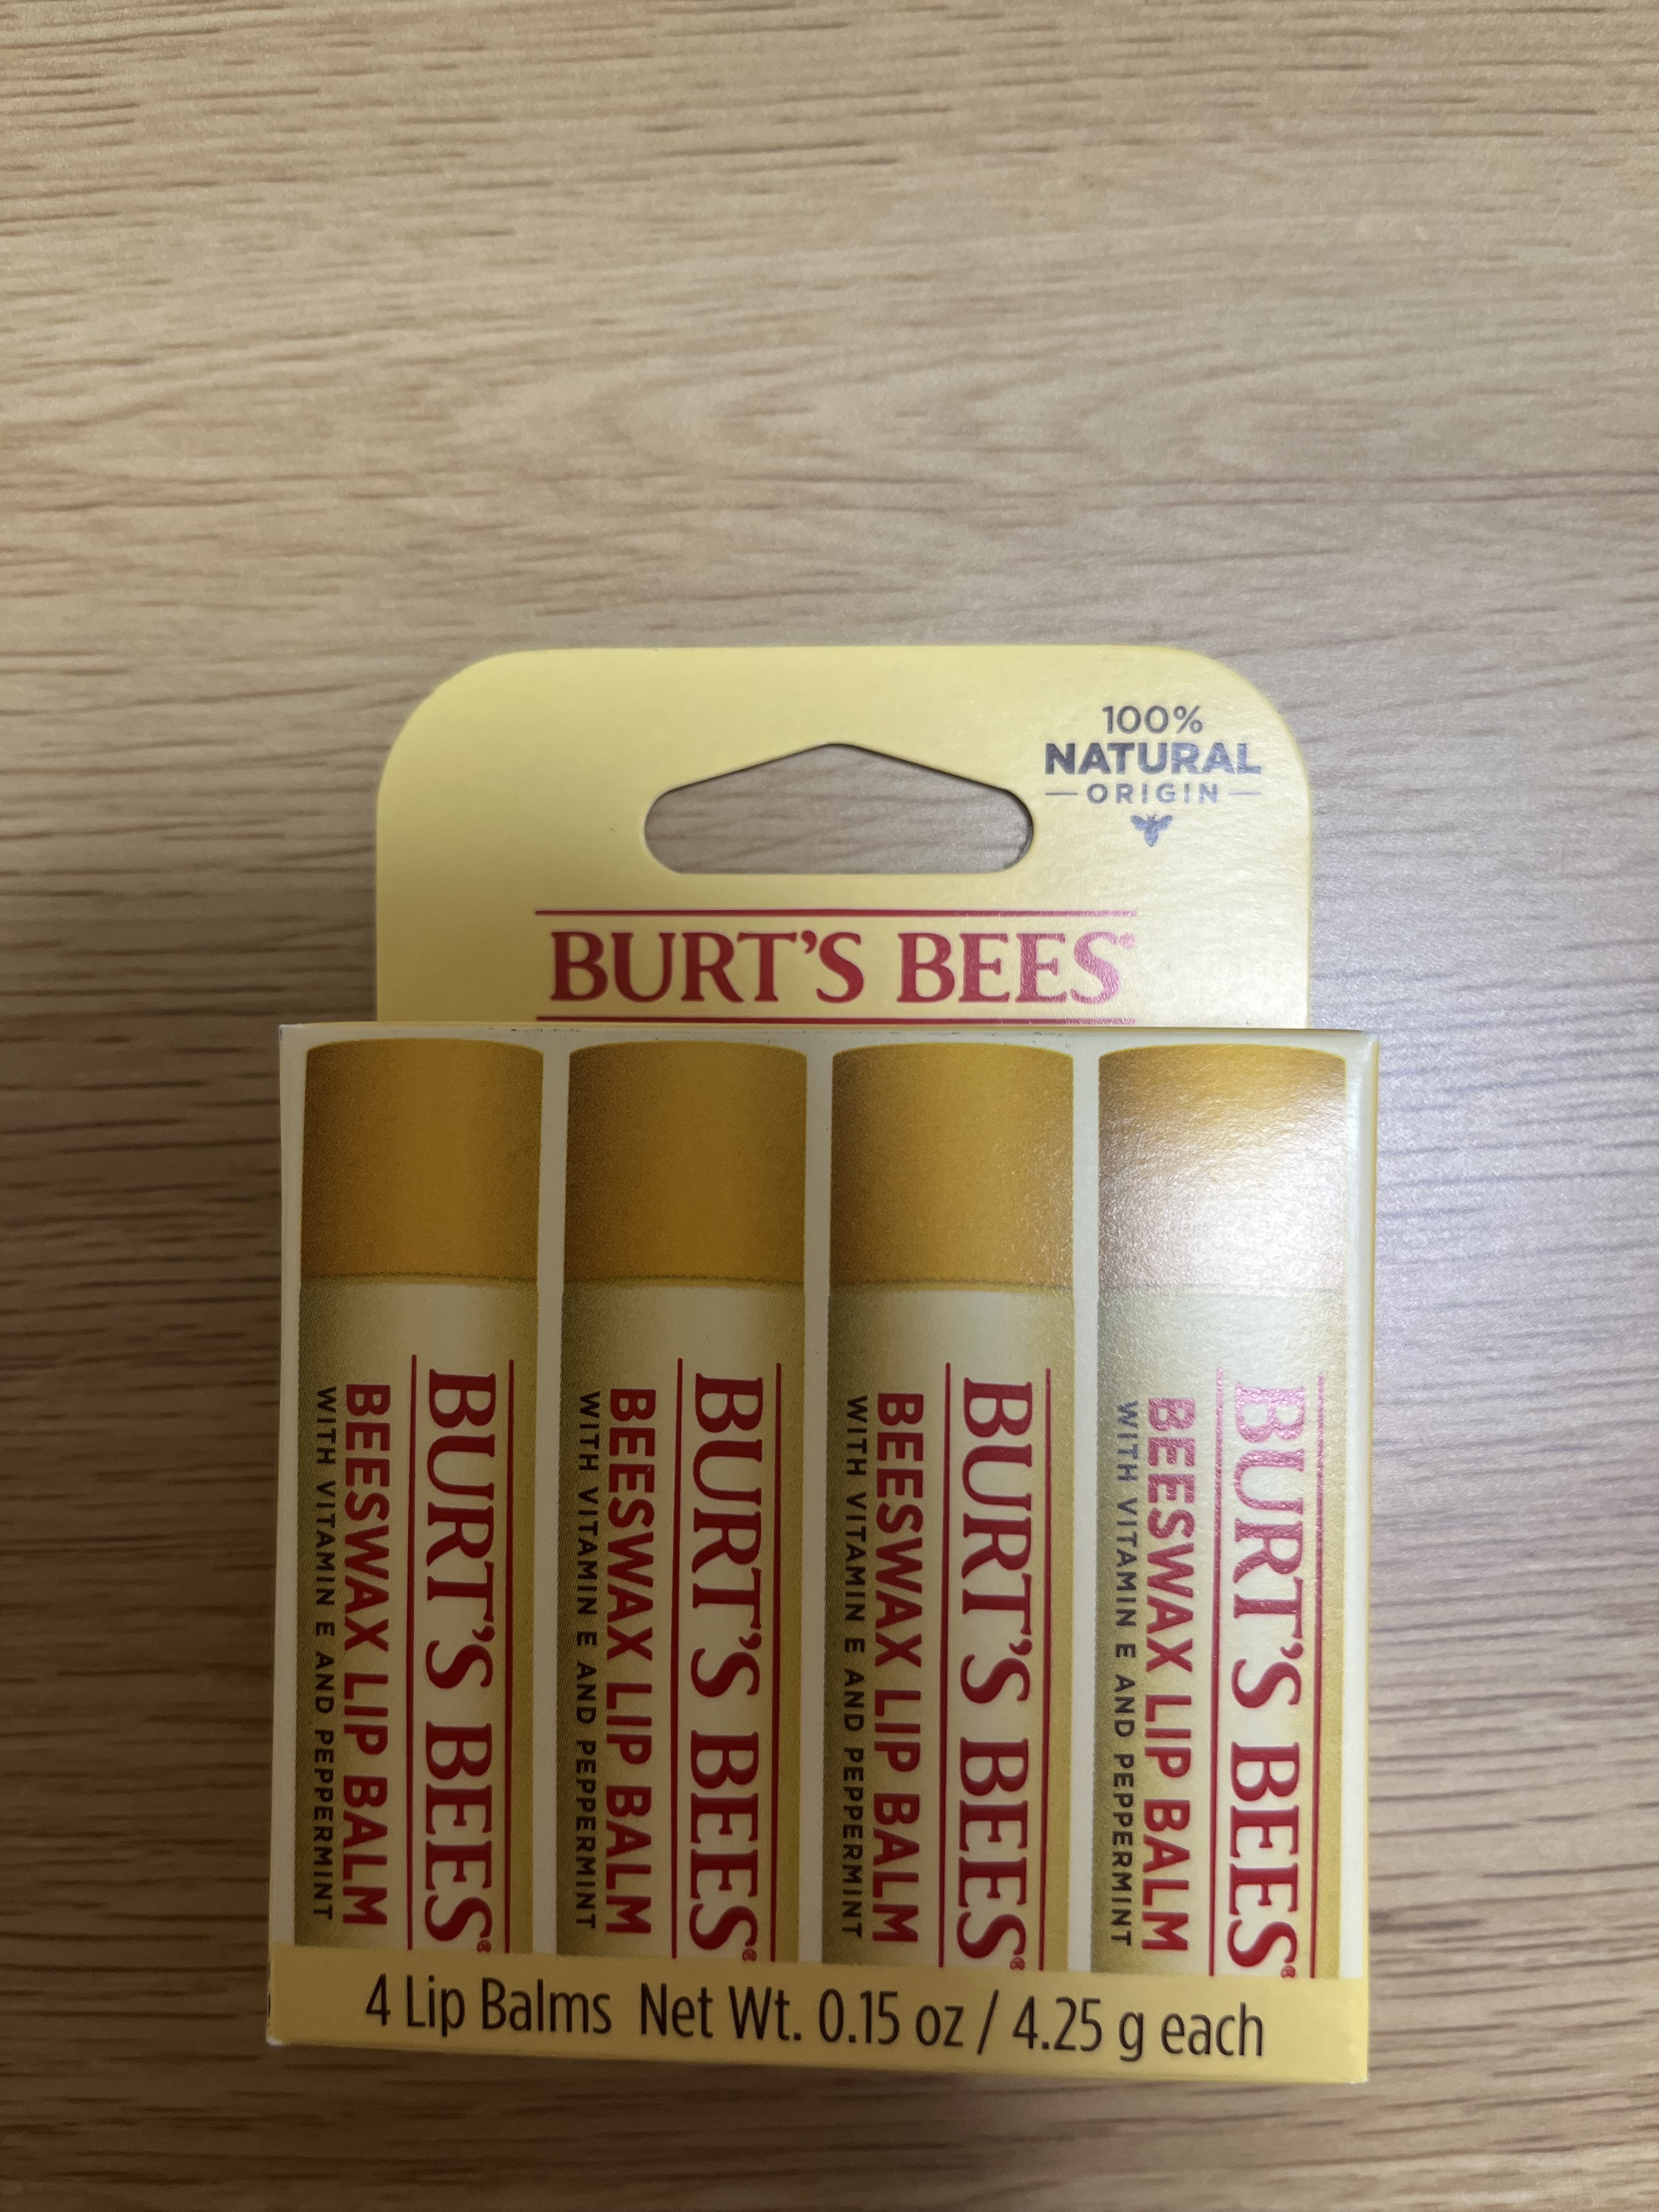 100%
NATURAL
ORIGIN
BURT'S BEES®
BURT'S BEES®
BEESWAX LIP BALM
WITH VITAMIN E AND PEPPERMINT
BURT'S BEES®
BEESWAX LIP BALM
WITH VITAMIN E AND PEPPERMINT
BURT'S BEES®
BEESWAX LIP BALM
WITH VITAMIN E AND PEPPERMINT
BURT'S BEES®
BEESWAX LIP BALM
WITH VITAMIN E AND PEPPERMINT
4 Lip Balms Net Wt. 0.15 oz / 4.25 g each